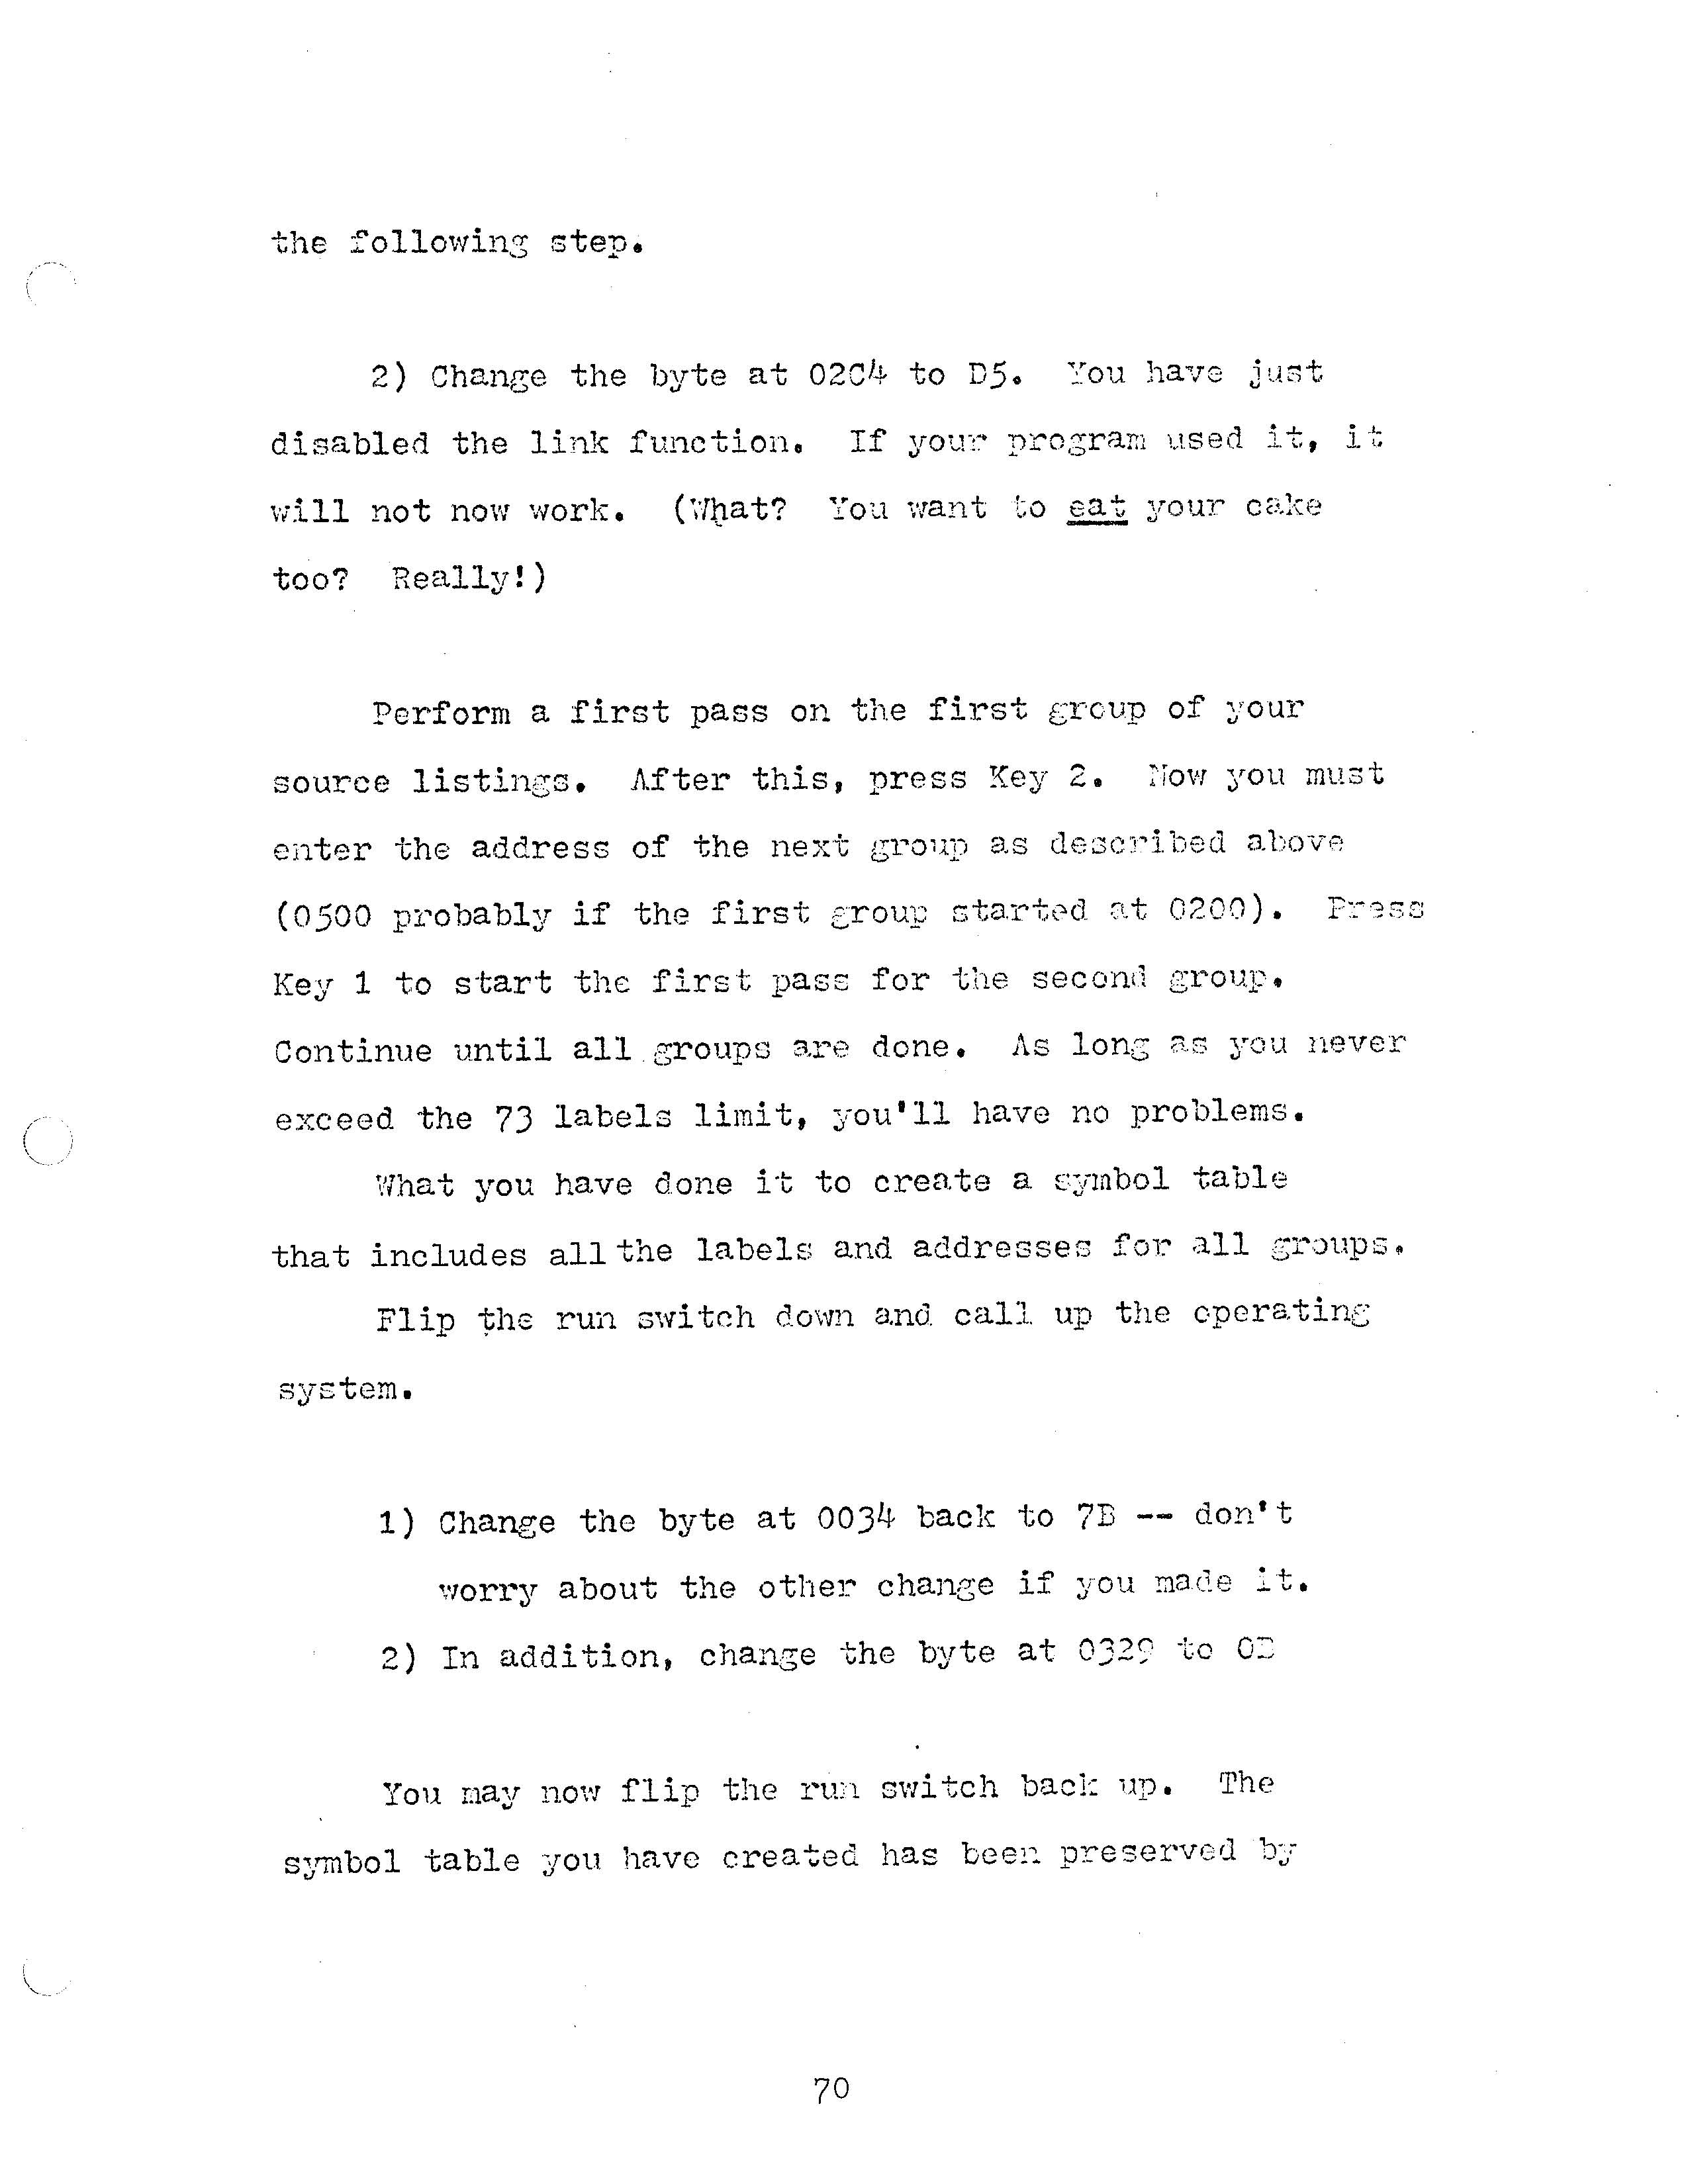 the following step.
2) Change the byte at 02C4 to D5. You have just
disabled the link function. If your program used it, it
will not now work. (What? You want to eat your cake
too? Really!)
Perform a first pass on the first group of your
source listings. After this, press Key 2. Now you must
enter the address of the next group as described above
(0500 probably if the first group started at 0200). Press
Key 1 to start the first pass for the second group.
Continue until all groups are done. As long as you never
exceed the 73 labels limit, you'll have no problems.
What you have done it to create a symbol table
that includes all the labels and addresses for all groups.
Flip the run switch down and call up the operating
system.
1) Change the byte at 0034 back to 7B -- don't
worry about the other change if you made it.
2) In addition, change the byte at 0329 to
You may now flip the run switch back up. The
symbol table you have created has been preserved by
70